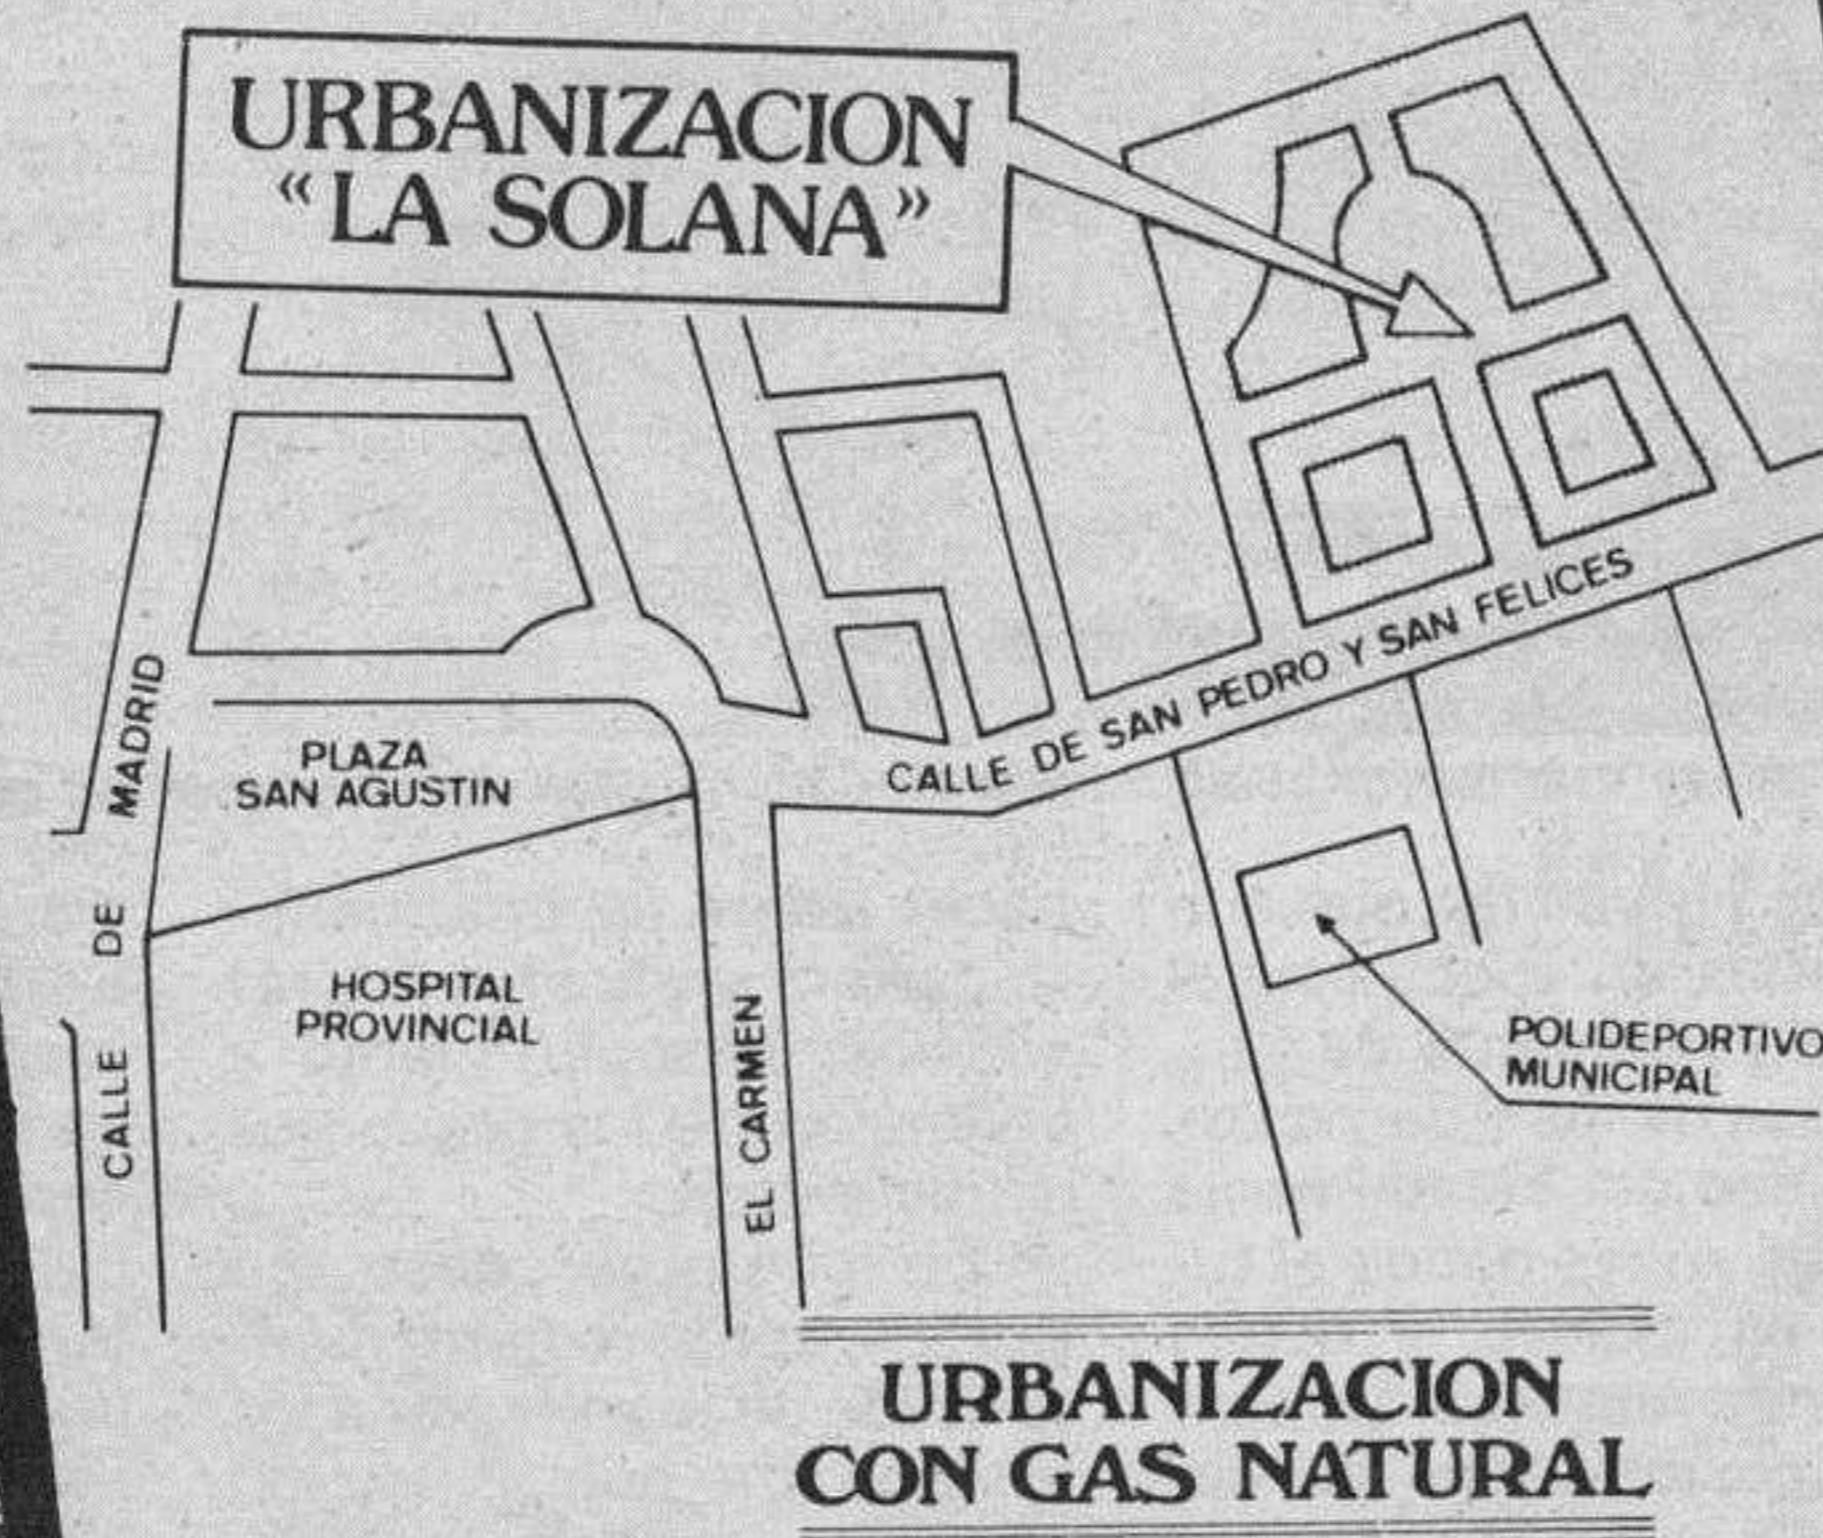 URBANIZACION
“LA SOLANA”
CALLE DE MADRID
PLAZA
SAN AGUSTIN
CALLE DE SAN PEDRO Y SAN FELICES
HOSPITAL
PROVINCIAL
EL CARMEN
POLIDEPORTIVO
MUNICIPAL
URBANIZACION
CON GAS NATURAL